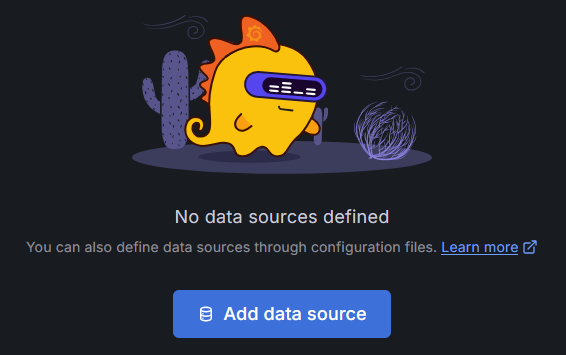 No data sources defined
You can also define data sources through configuration files. Learn more
Add data source